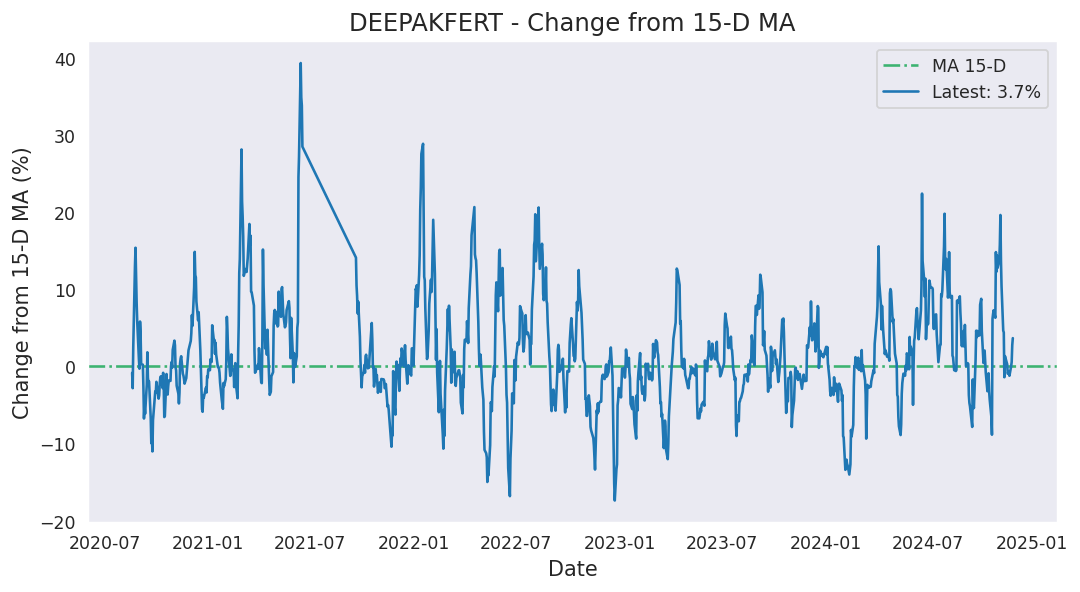 DEEPAKFERT - Change from 15-D MA
MA 15-D
Latest: 3.7%
Change from 15-D MA (%)
40
30
20
10
0
−10
−20
2020-07 2021-01 2021-07 2022-01 2022-07 2023-01 2023-07 2024-01 2024-07 2025-01
Date